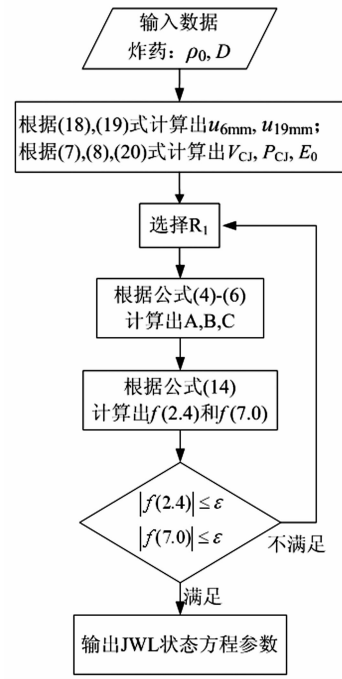 输入数据
炸药：ρ₀, D
根据(18),(19)式计算出u₆ₘₘ, u₁₉ₘₘ；
根据(7),(8),(20)式计算出V_CJ, P_CJ, E₀
选择R₁
根据公式(4)-(6)
计算出A,B,C
根据公式(14)
计算出f(2.4)和f(7.0)
|f(2.4)|≤ε
|f(7.0)|≤ε
不满足
满足
输出JWL状态方程参数